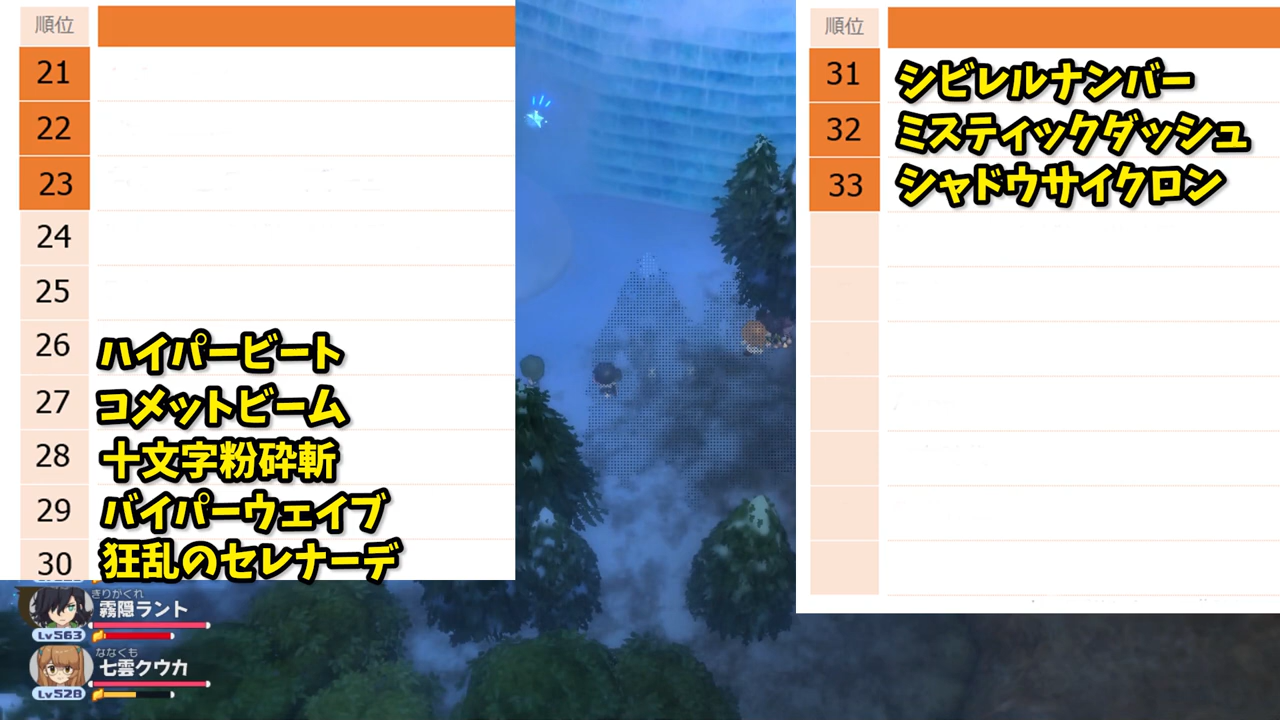 順位
21
22
23
24
25
26 ハイパービート
27 コメットビーム
28 十文字粉砕斬
29 バイパーウェイブ
30 狂乱のセレナーデ
順位
31 シビレルナンバー
32 ミスティックダッシュ
33 シャドウサイクロン
きりがくれ
霧隠ラント
Lv563
ななくも
七雲クウカ
Lv528